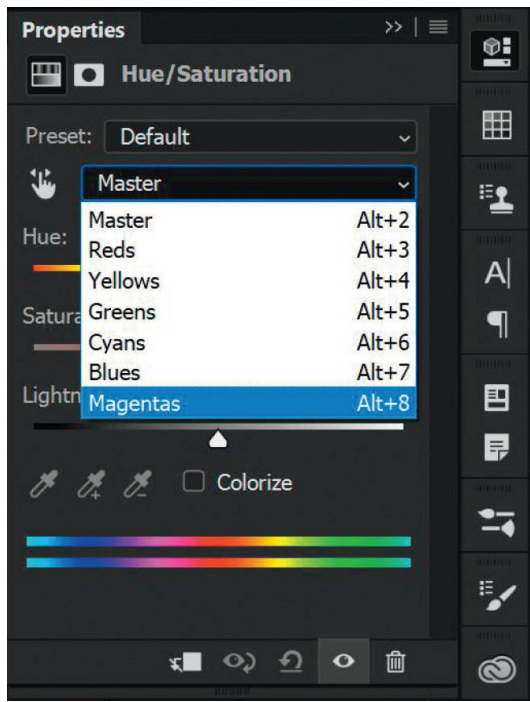 Properties
Hue/Saturation
Preset: Default
Master
Hue:
Master Alt+2
Reds Alt+3
Yellows Alt+4
Satura
Greens Alt+5
Cyans Alt+6
Blues Alt+7
Lightn
Magentas Alt+8
Colorize